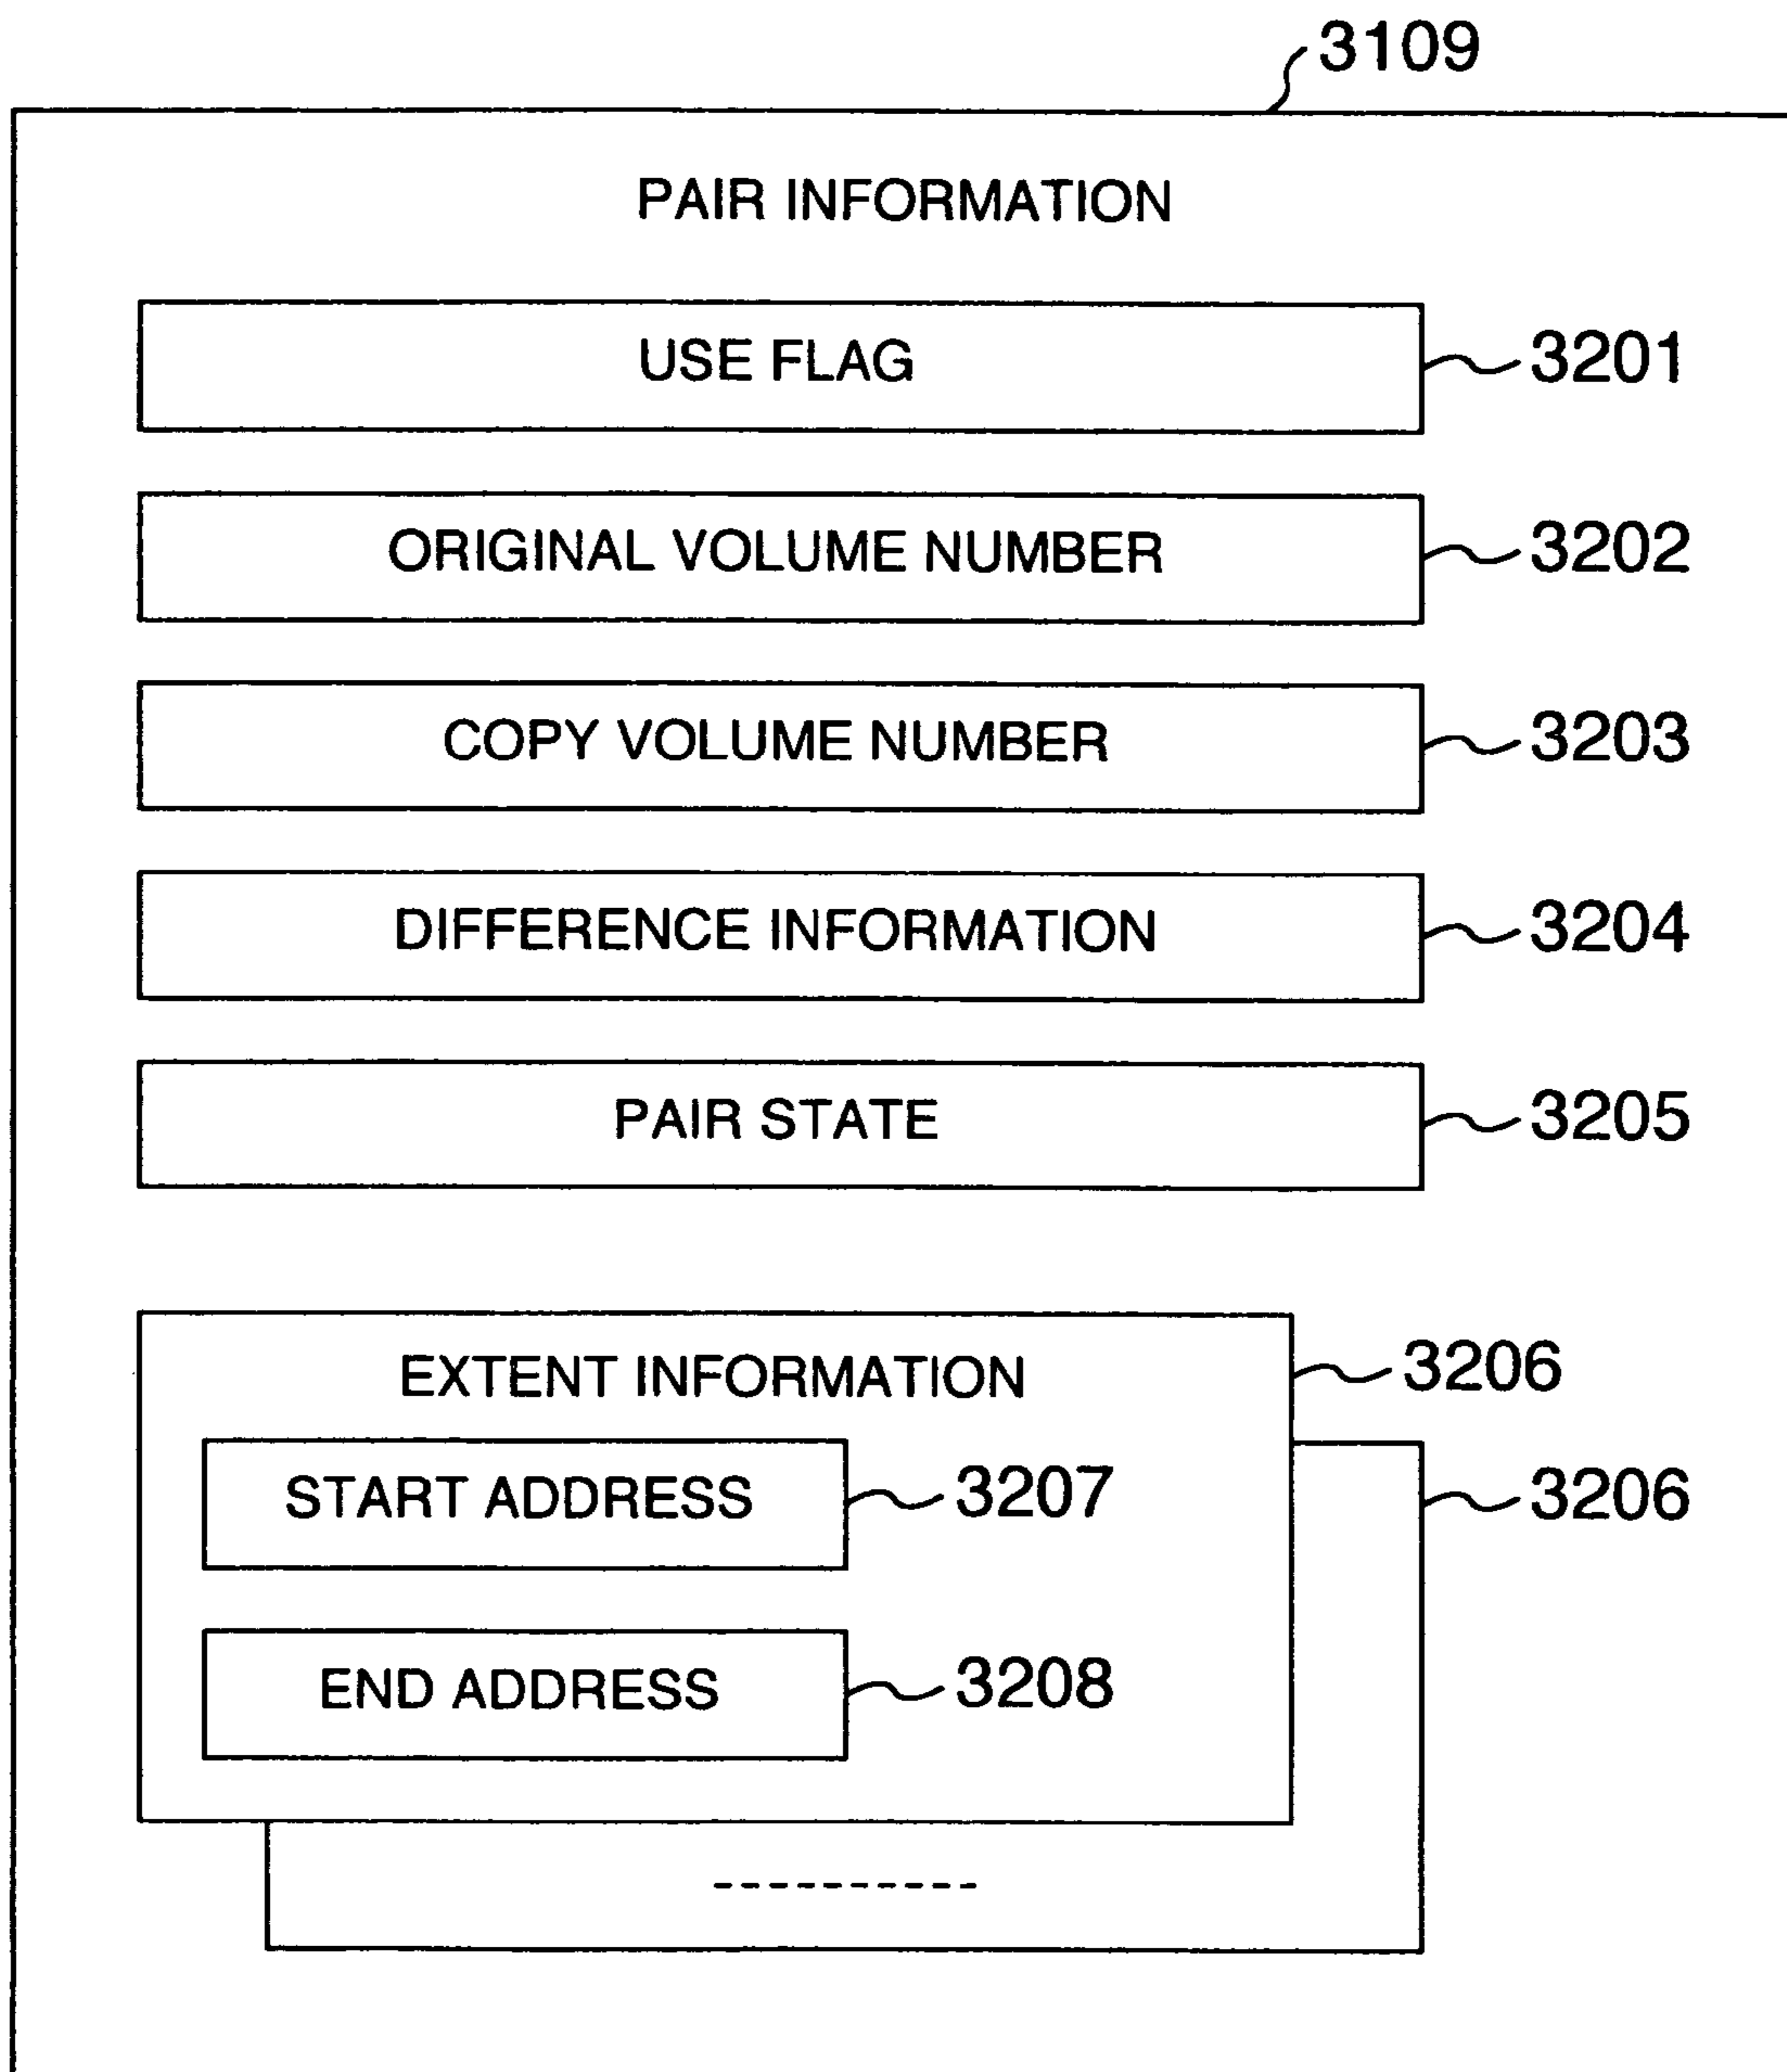 3109
PAIR INFORMATION
USE FLAG 3201
ORIGINAL VOLUME NUMBER 3202
COPY VOLUME NUMBER 3203
DIFFERENCE INFORMATION 3204
PAIR STATE 3205
EXTENT INFORMATION 3206
START ADDRESS 3207 3206
END ADDRESS 3208